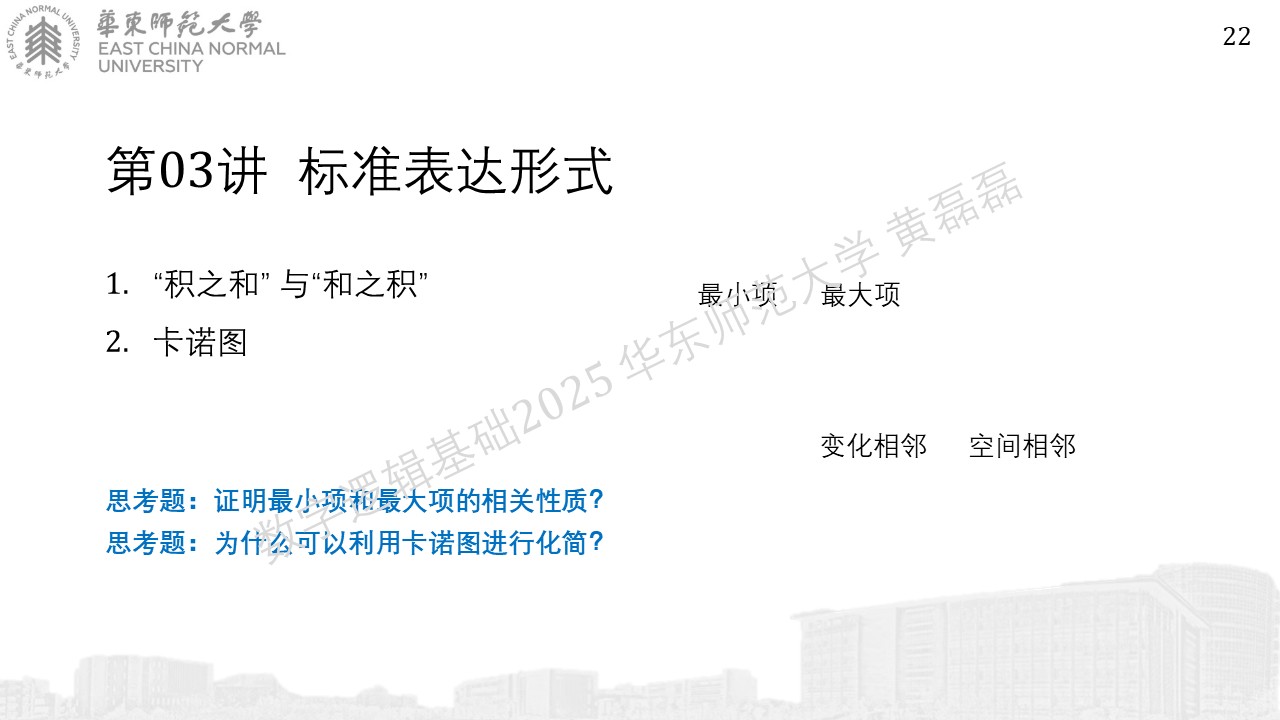 華東師範大學
EAST CHINA NORMAL
UNIVERSITY
EAST CHINA NORMAL UNIVERSITY
華東师范大学
22
第03讲 标准表达形式
1. “积之和” 与“和之积”
最小项 最大项
2. 卡诺图
变化相邻 空间相邻
思考题：证明最小项和最大项的相关性质?
思考题：为什么可以利用卡诺图进行化简?
数字逻辑基础2025 华东师范大学 黄磊磊